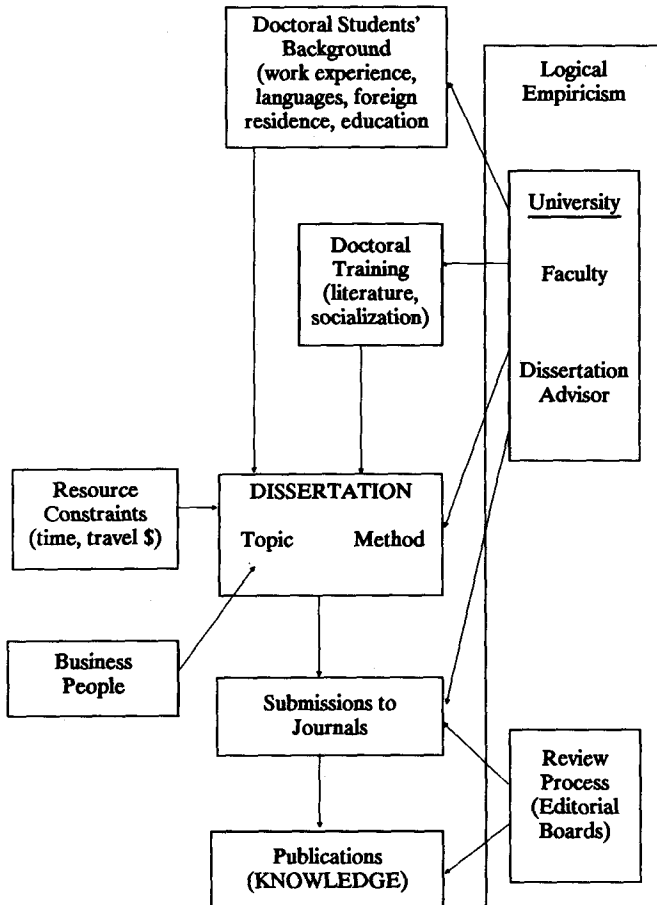 Doctoral Students'
Background
(work experience,
languages, foreign
residence, education
Logical
Empiricism
University
Faculty
Dissertation
Advisor
Doctoral
Training
(literature,
socialization)
Resource
Constraints
(time, travel $)
DISSERTATION
Topic Method
Business
People
Submissions to
Journals
Review
Process
(Editorial
Boards)
Publications
(KNOWLEDGE)